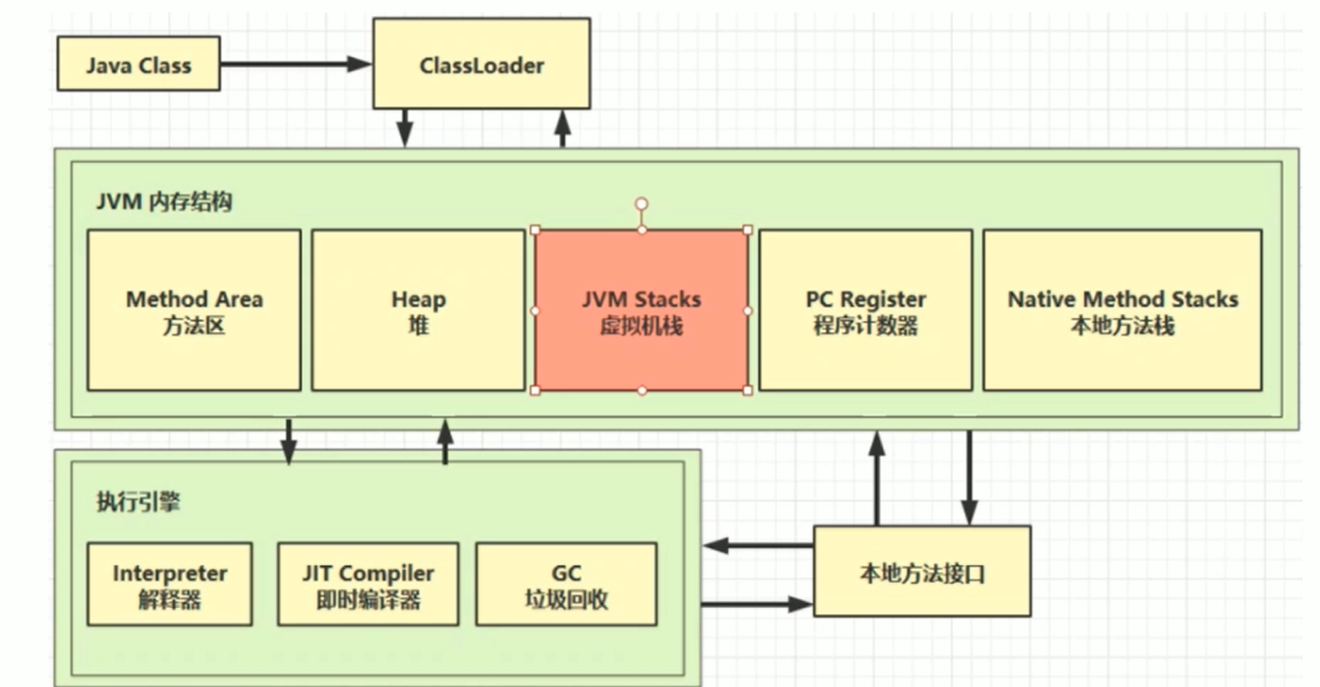 Java Class
ClassLoader
JVM 内存结构
Method Area
方法区
Heap
堆
JVM Stacks
虚拟机栈
PC Register
程序计数器
Native Method Stacks
本地方法栈
执行引擎
Interpreter
解释器
JIT Compiler
即时编译器
GC
垃圾回收
本地方法接口